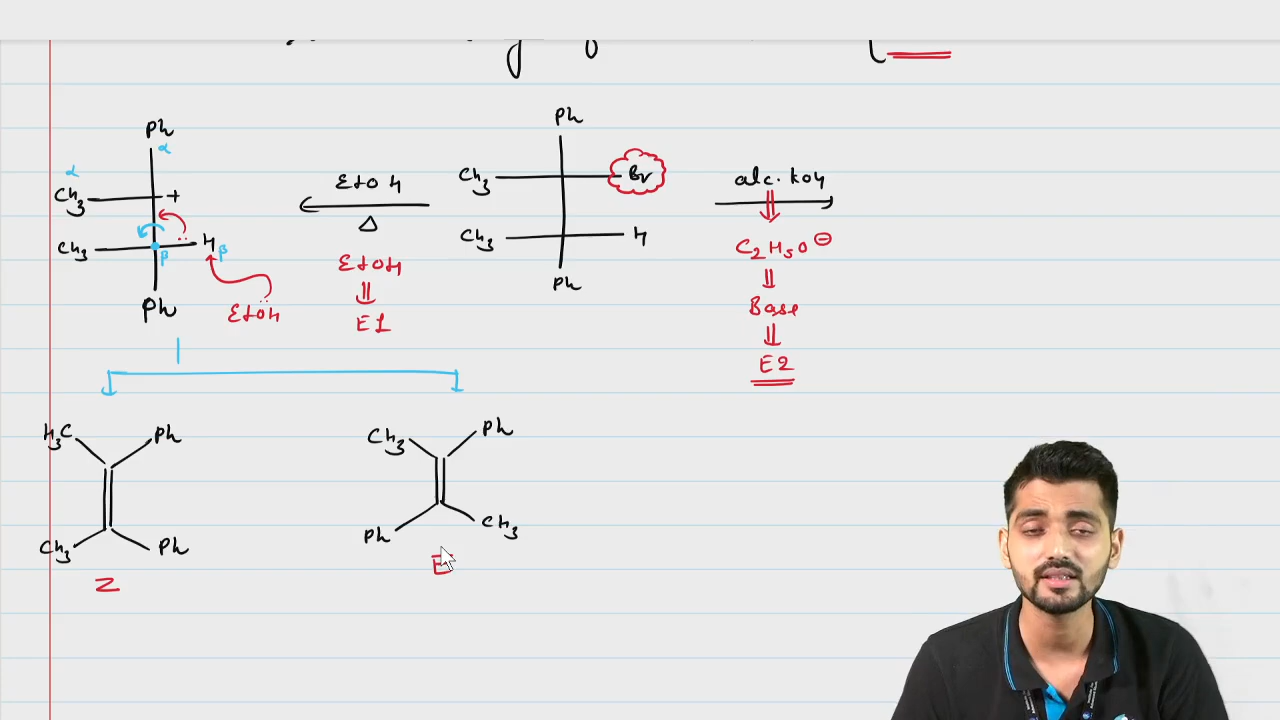 Ph
α
α
CH3
+
CH3
H
β
β
Ph
EtÖH
EtOH
Δ
EtOH
⇓
E1
Ph
CH3
Br
CH3
H
Ph
alc. KOH
⇓
C2H5O⊖
⇓
Base
⇓
E2
H3C
Ph
CH3
Ph
Z
CH3
Ph
Ph
CH3
E